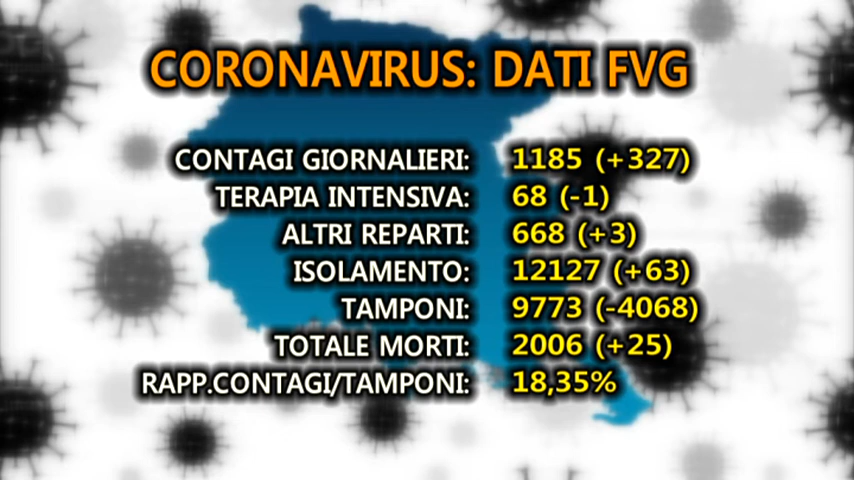 CORONAVIRUS: DATI FVG
CONTAGI GIORNALIERI: 1185 (+327)
TERAPIA INTENSIVA: 68 (-1)
ALTRI REPARTI: 668 (+3)
ISOLAMENTO: 12127 (+63)
TAMPONI: 9773 (-4068)
TOTALE MORTI: 2006 (+25)
RAPP.CONTAGI/TAMPONI: 18,35%